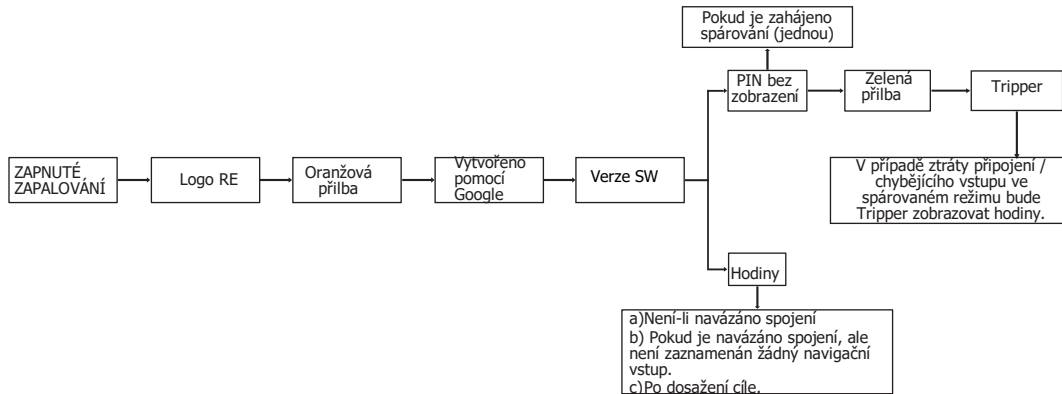 Pokud je zahájeno
spárování (jednou)
PIN bez
zobrazení
Zelená
přilba
Tripper
ZAPNUTÉ
ZAPALOVÁNÍ
Logo RE
Oranžová
přilba
Vytvořeno
pomocí
Google
Verze SW
V případě ztráty připojení /
chybějícího vstupu ve
spárovaném režimu bude
Tripper zobrazovat hodiny.
Hodiny
a)Není-li navázáno spojení
b) Pokud je navázáno spojení, ale
není zaznamenán žádný navigační
vstup.
c)Po dosažení cíle.